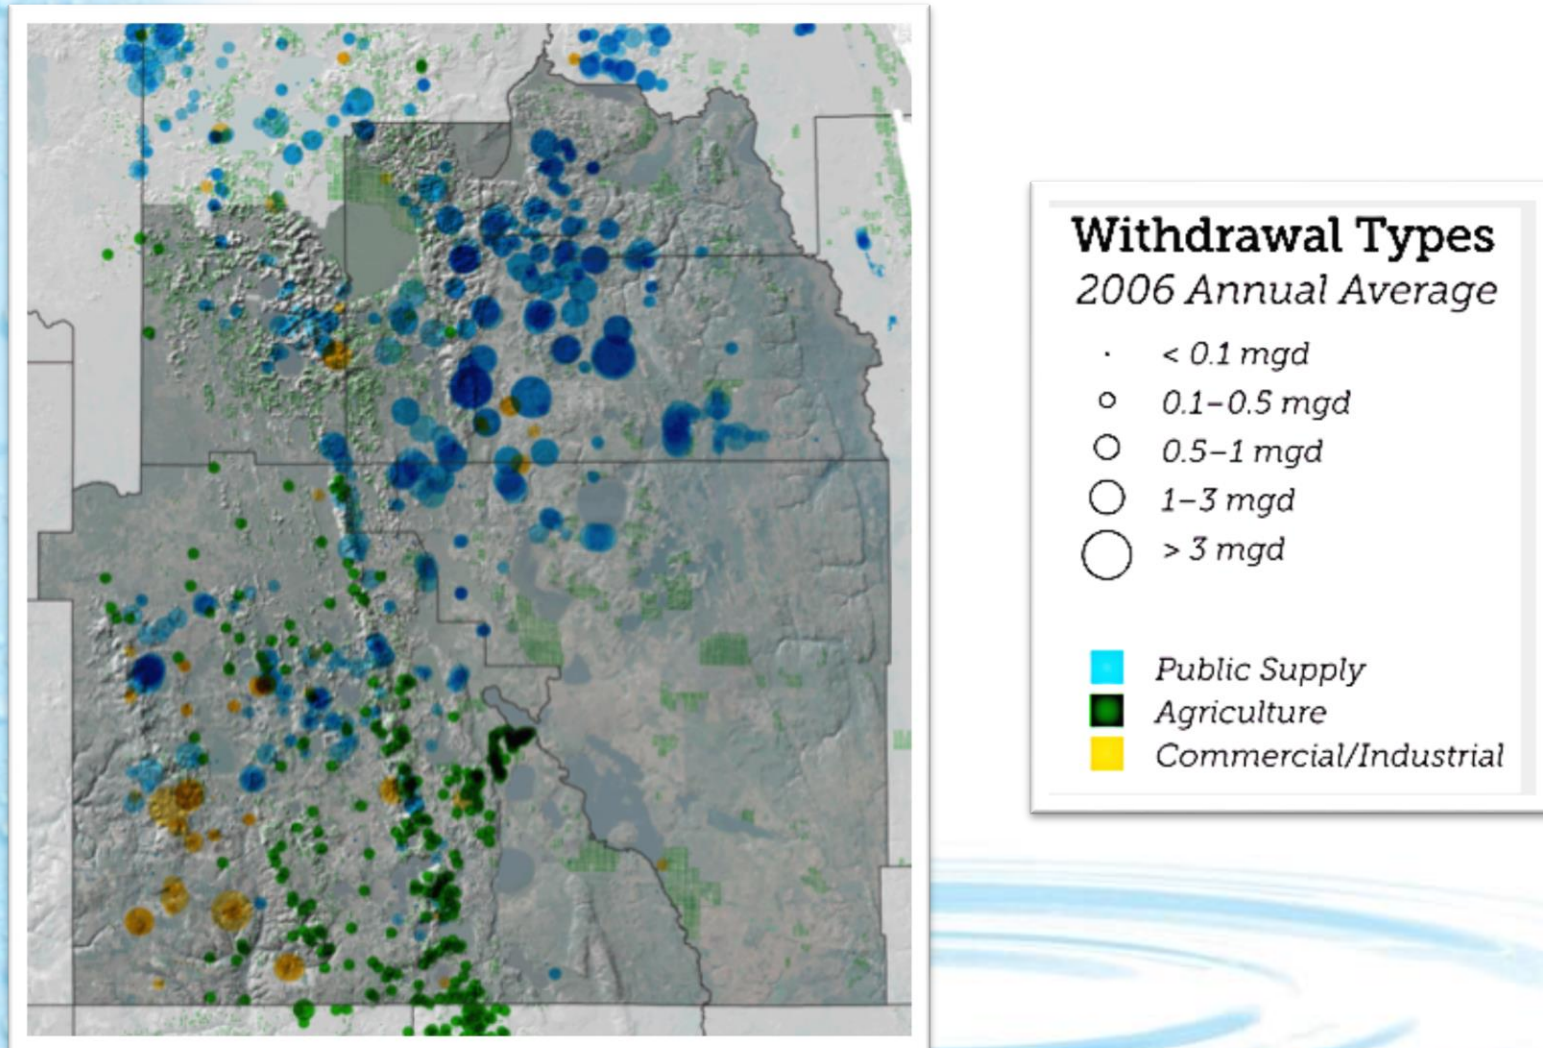 Withdrawal Types
2006 Annual Average
< 0.1 mgd
0.1–0.5 mgd
0.5–1 mgd
1–3 mgd
> 3 mgd
Public Supply
Agriculture
Commercial/Industrial